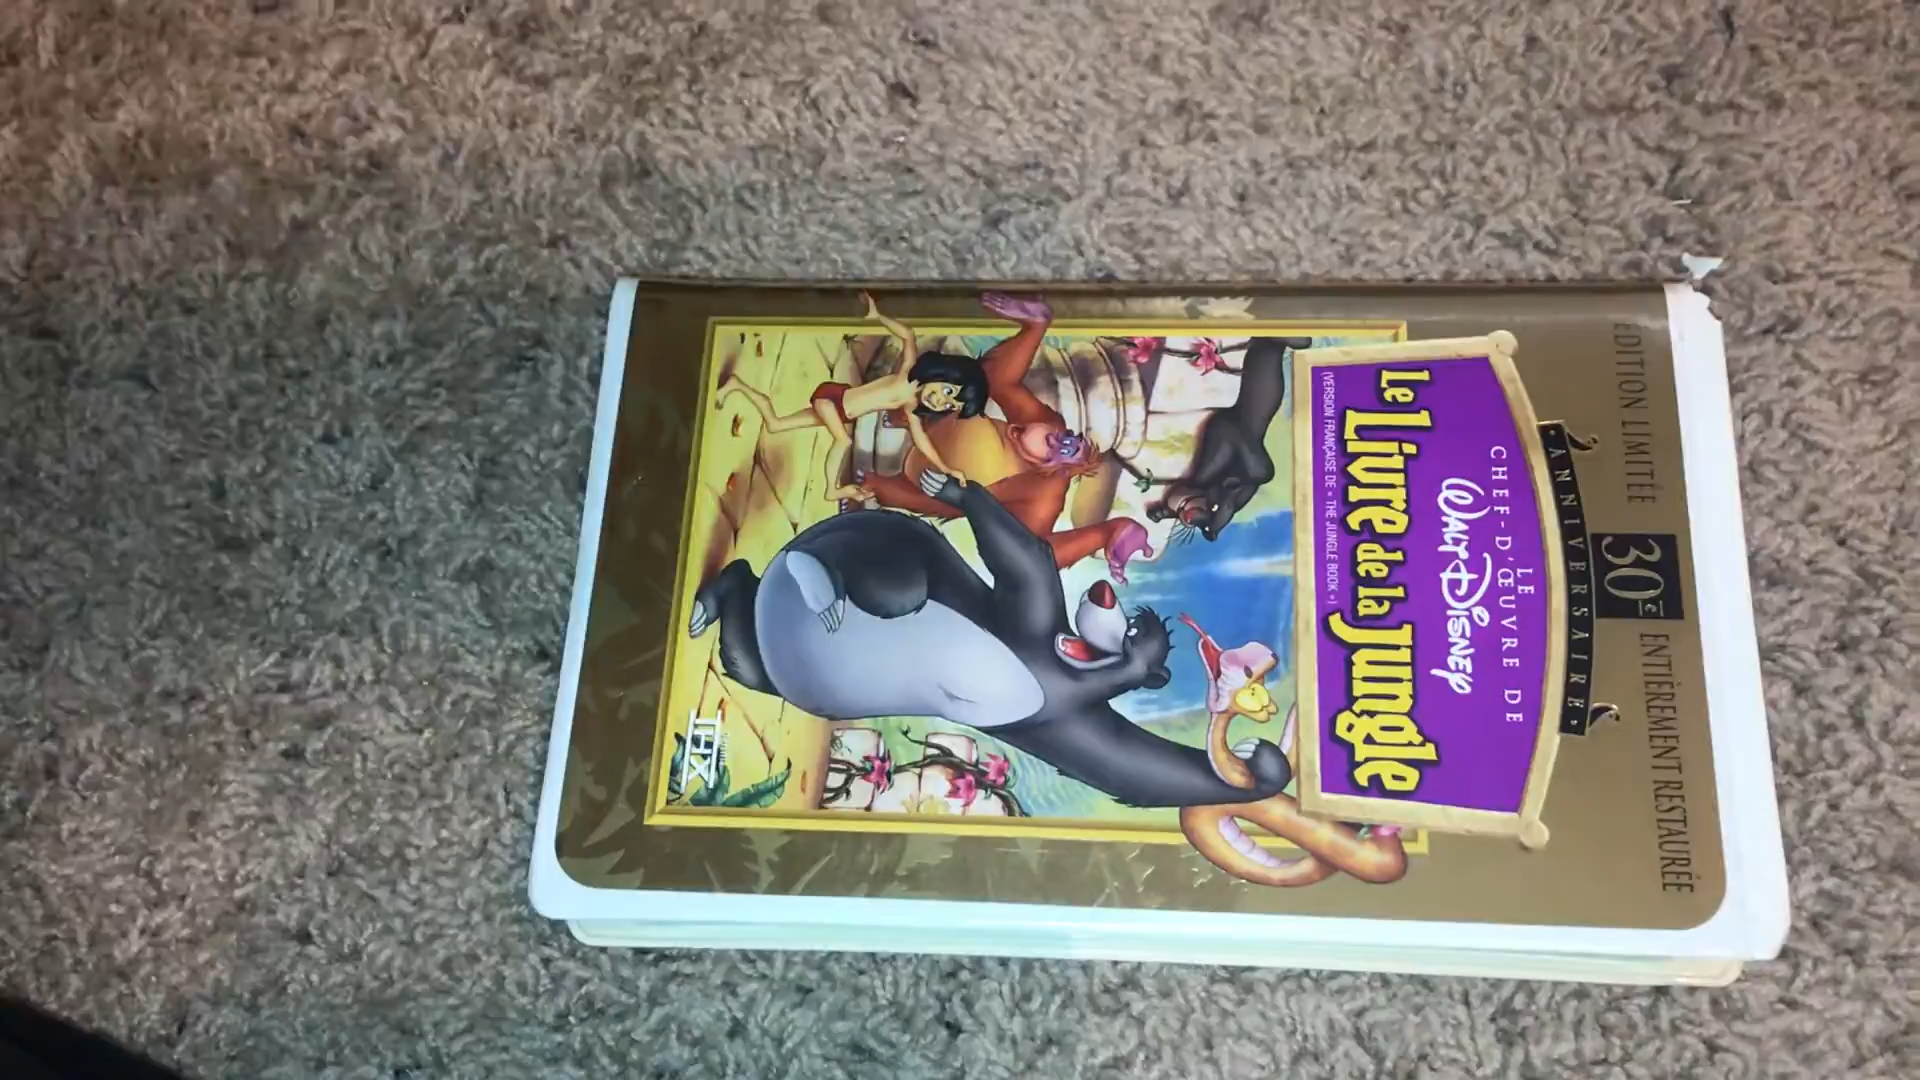 ÉDITION LIMITÉE 30e ENTIÈREMENT RESTAURÉE
• ANNIVERSAIRE •
LE
CHEF-D'ŒUVRE DE
WALT DISNEY
Le Livre de la Jungle
(VERSION FRANÇAISE DE « THE JUNGLE BOOK »)
THX